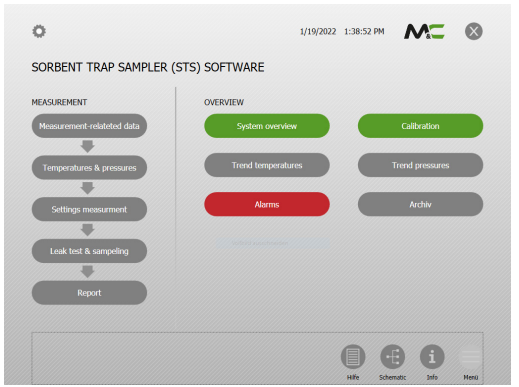 1/19/2022 1:38:52 PM M&C
SORBENT TRAP SAMPLER (STS) SOFTWARE
MEASUREMENT
Measurement-relateted data
Temperatures & pressures
Settings measurment
Leak test & sampeling
Report
OVERVIEW
System overview
Calibration
Trend temperatures
Trend pressures
Alarms
Archiv
Hilfe
Schematic
Info
Menü